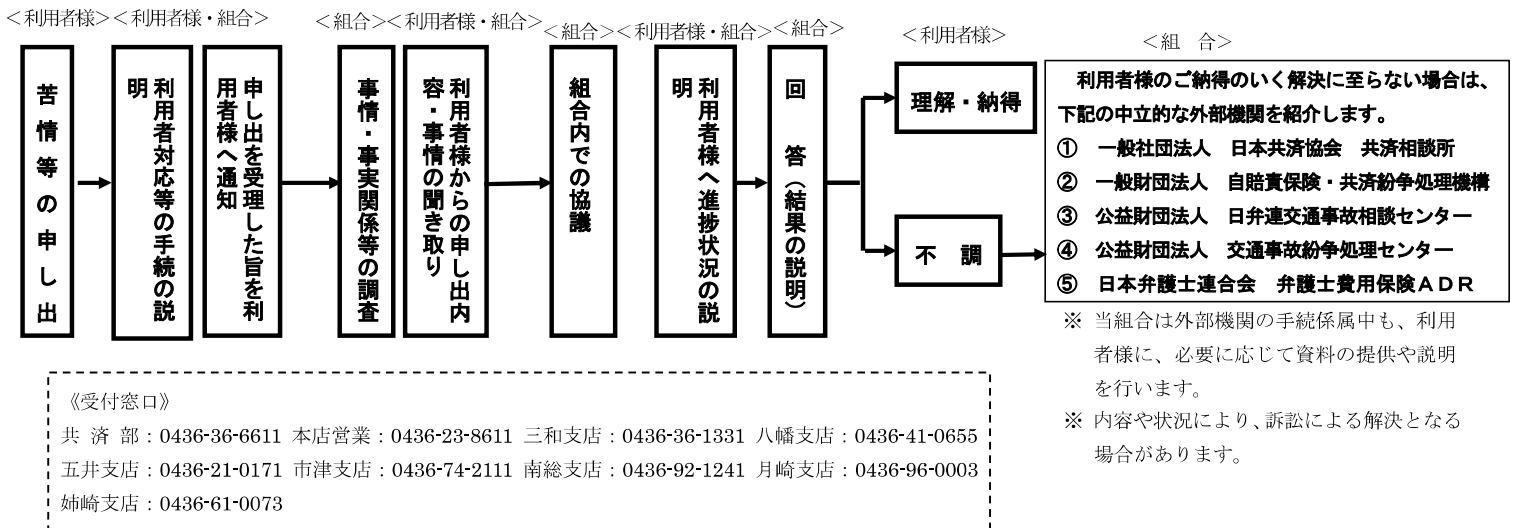 ＜利用者様＞
＜利用者様・組合＞
＜組合＞
＜利用者様・組合＞
＜組合＞
＜利用者様・組合＞
＜組合＞
＜利用者様＞
＜組　合＞
苦情等の申し出
利用者対応等の手続の説
明
申し出を受理した旨を利
用者様へ通知
事情・事実関係等の調査
利用者様からの申し出内
容・事情の聞き取り
組合内での協議
利用者様へ進捗状況の説
明
回　答（結果の説明）
理解・納得
不　調
利用者様のご納得のいく解決に至らない場合は、
下記の中立的な外部機関を紹介します。
①　一般社団法人　日本共済協会　共済相談所
②　一般財団法人　自賠責保険・共済紛争処理機構
③　公益財団法人　日弁連交通事故相談センター
④　公益財団法人　交通事故紛争処理センター
⑤　日本弁護士連合会　弁護士費用保険ＡＤＲ
※ 当組合は外部機関の手続係属中も、利用
者様に、必要に応じて資料の提供や説明
を行います。
※ 内容や状況により、訴訟による解決となる
場合があります。
《受付窓口》
共 済 部：0436-36-6611 本店営業：0436-23-8611 三和支店：0436-36-1331 八幡支店：0436-41-0655
五井支店：0436-21-0171 市津支店：0436-74-2111 南総支店：0436-92-1241 月崎支店：0436-96-0003
姉崎支店：0436-61-0073